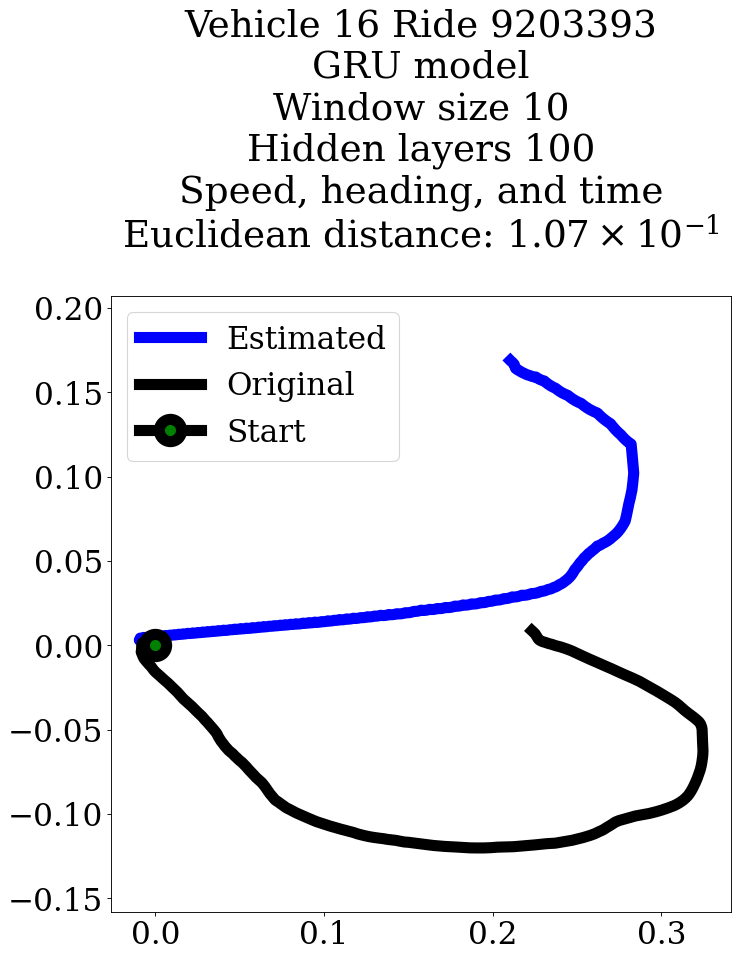 Vehicle 16 Ride 9203393
GRU model
Window size 10
Hidden layers 100
Speed, heading, and time
Euclidean distance: 1.07 × 10⁻¹
Estimated
Original
Start
0.20
0.15
0.10
0.05
0.00
−0.05
−0.10
−0.15
0.0 0.1 0.2 0.3